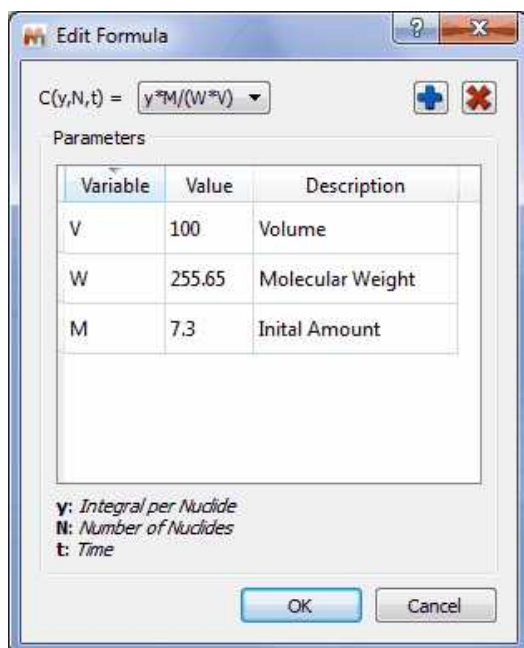 Edit Formula
C(y,N,t) = y*M/(W*V)
Parameters
Variable Value Description
V 100 Volume
W 255.65 Molecular Weight
M 7.3 Inital Amount
y: Integral per Nuclide
N: Number of Nuclides
t: Time
OK Cancel